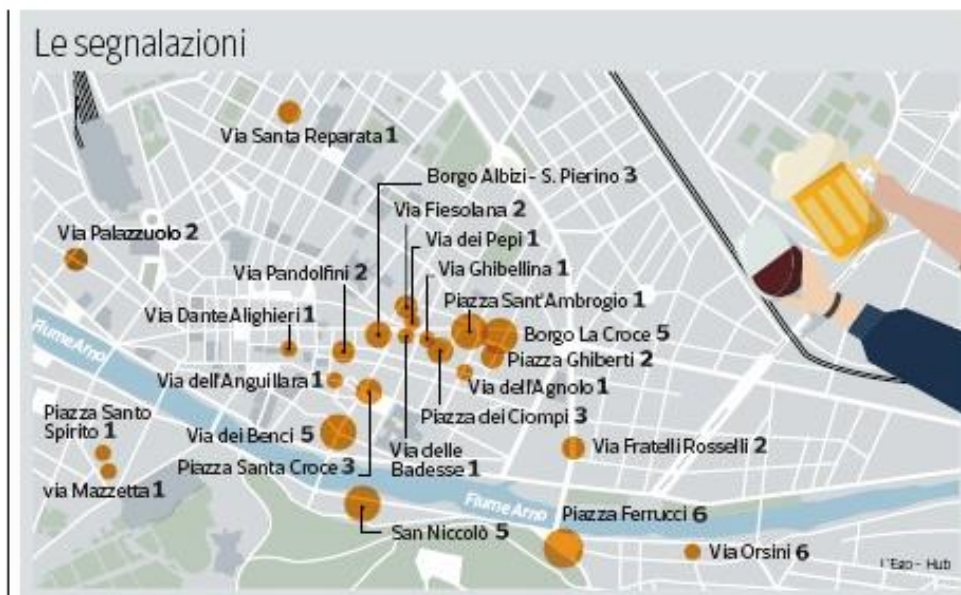 Le segnalazioni
Via Santa Reparata 1
Borgo Albizi - S. Pierino 3
Via Fiesolana 2
Via Palazzuolo 2
Via dei Pepi 1
Via Pandolfini 2
Via Ghibellina 1
Piazza Sant'Ambrogio 1
Via Dante Alighieri 1
Borgo La Croce 5
Fiume Arno
Piazza Ghiberti 2
Via dell'Anguillara 1
Via dell'Agnolo 1
Piazza Santo
Spirito 1
Piazza dei Ciompi 3
Via dei Benci 5
Via delle
Badesse 1
Via Fratelli Rosselli 2
Piazza Santa Croce 3
via Mazzetta 1
Fiume Arno
Piazza Ferrucci 6
San Niccolò 5
Via Orsini 6
L'Ego - Hub